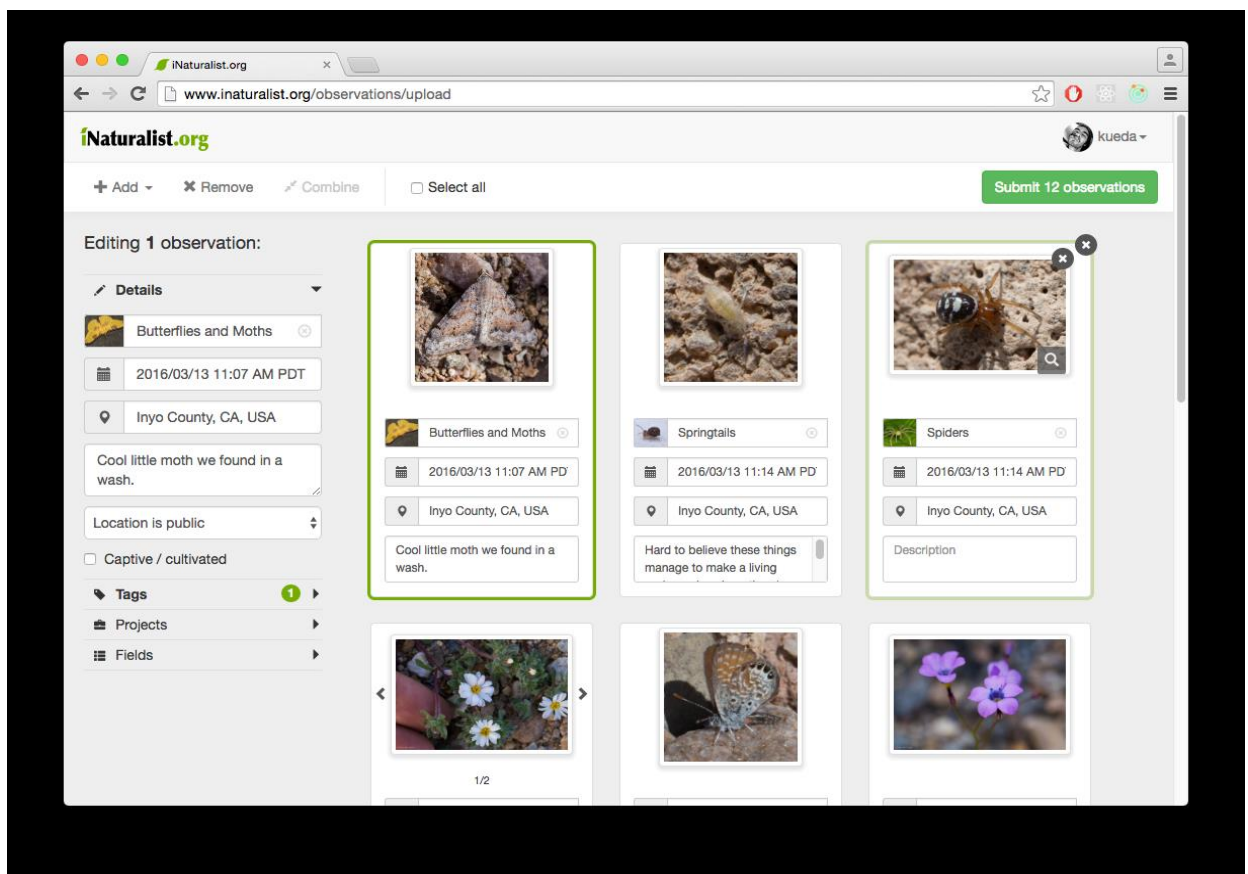 iNaturalist.org
www.inaturalist.org/observations/upload
iNaturalist.org
kueda
Add
Remove
Combine
Select all
Submit 12 observations
Editing 1 observation:
Details
Butterflies and Moths
2016/03/13 11:07 AM PDT
Inyo County, CA, USA
Cool little moth we found in a
wash.
Location is public
Captive / cultivated
Tags 1
Projects
Fields
Butterflies and Moths
2016/03/13 11:07 AM PD
Inyo County, CA, USA
Cool little moth we found in a
wash.
Springtails
2016/03/13 11:14 AM PD
Inyo County, CA, USA
Hard to believe these things
manage to make a living
Spiders
2016/03/13 11:14 AM PD
Inyo County, CA, USA
Description
1/2